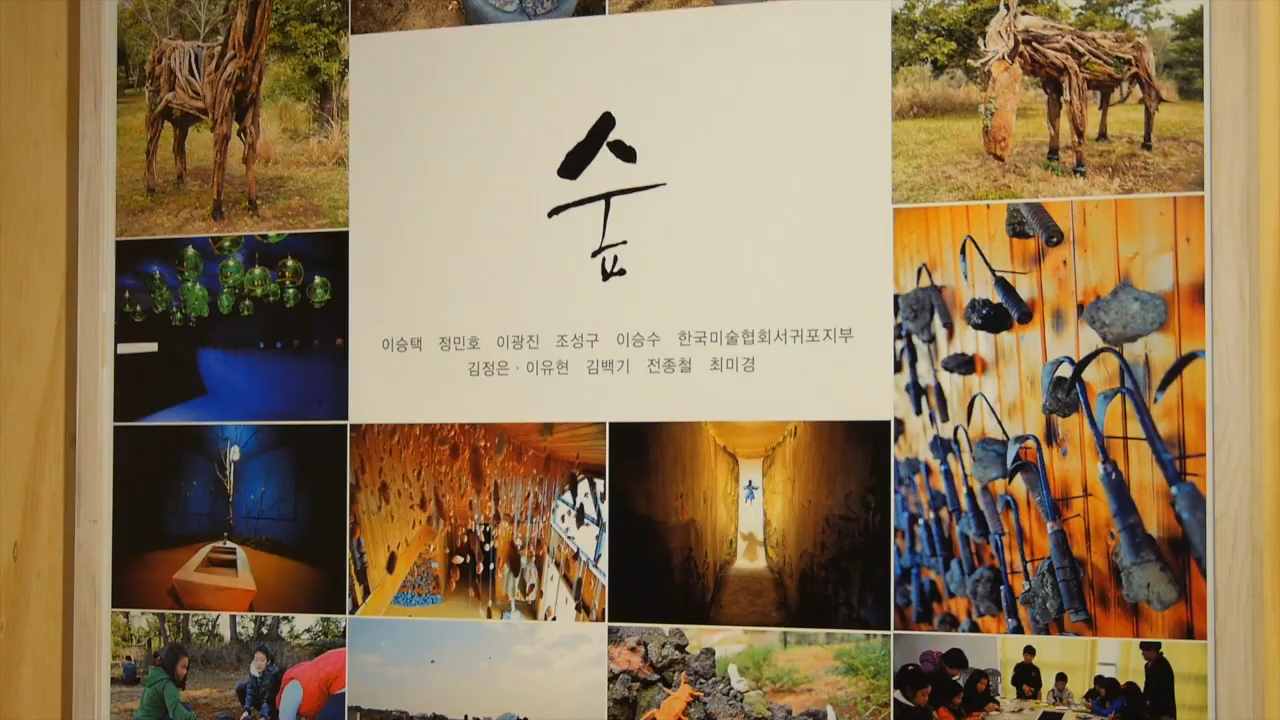 숲
이승택 정민호 이광진 조성구 이승수 한국미술협회서귀포지부
김정은 · 이유현 김백기 전종철 최미경